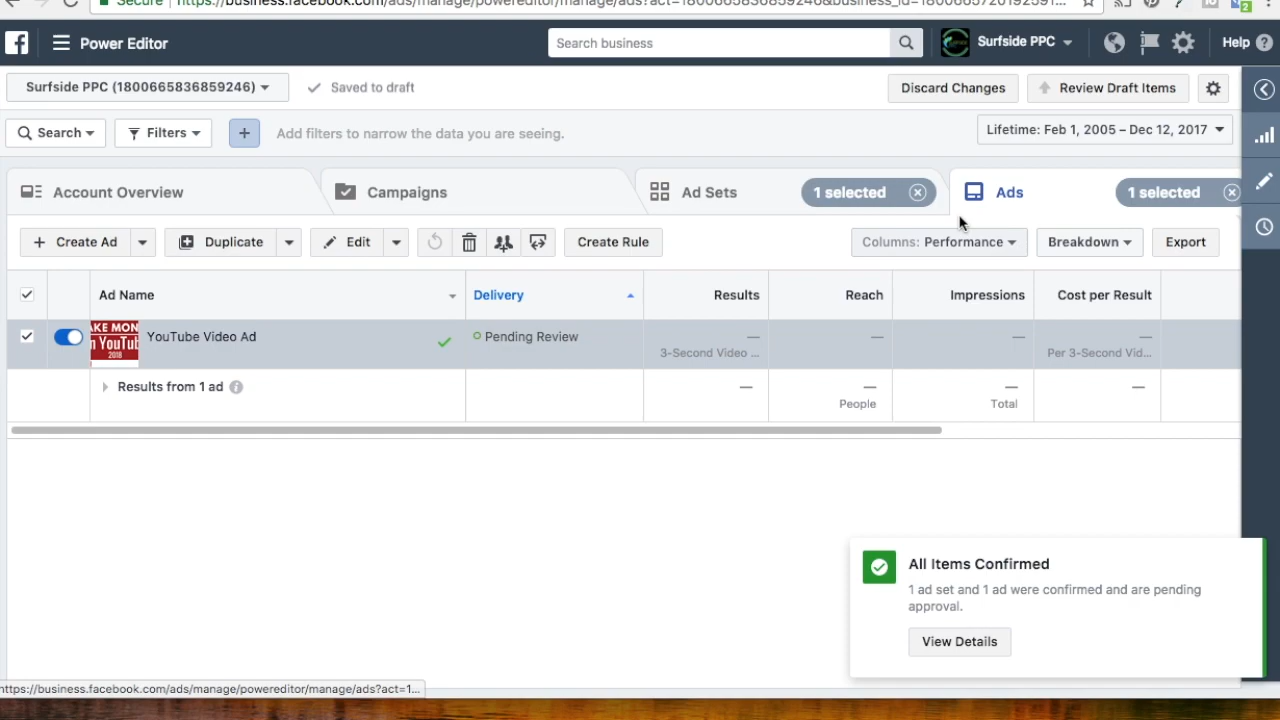 Secure
https://business.facebook.com/ads/manage/powereditor/manage/ads?act=1800665836859246&business_id=1800665720192591...
Power Editor
Search business
Surfside PPC
Help
Surfside PPC (1800665836859246)
Saved to draft
Discard Changes
Review Draft Items
Search
Filters
+
Add filters to narrow the data you are seeing.
Lifetime: Feb 1, 2005 – Dec 12, 2017
Account Overview
Campaigns
Ad Sets
1 selected
Ads
1 selected
+ Create Ad
Duplicate
Edit
Create Rule
Columns: Performance
Breakdown
Export
Ad Name
Delivery
Results
Reach
Impressions
Cost per Result
AKE MON
n YouTub
2018
YouTube Video Ad
Pending Review
—
3-Second Video ...
—
—
—
Per 3-Second Vid...
Results from 1 ad
—
—
People
—
Total
—
All Items Confirmed
1 ad set and 1 ad were confirmed and are pending
approval.
View Details
https://business.facebook.com/ads/manage/powereditor/manage/ads?act=1...